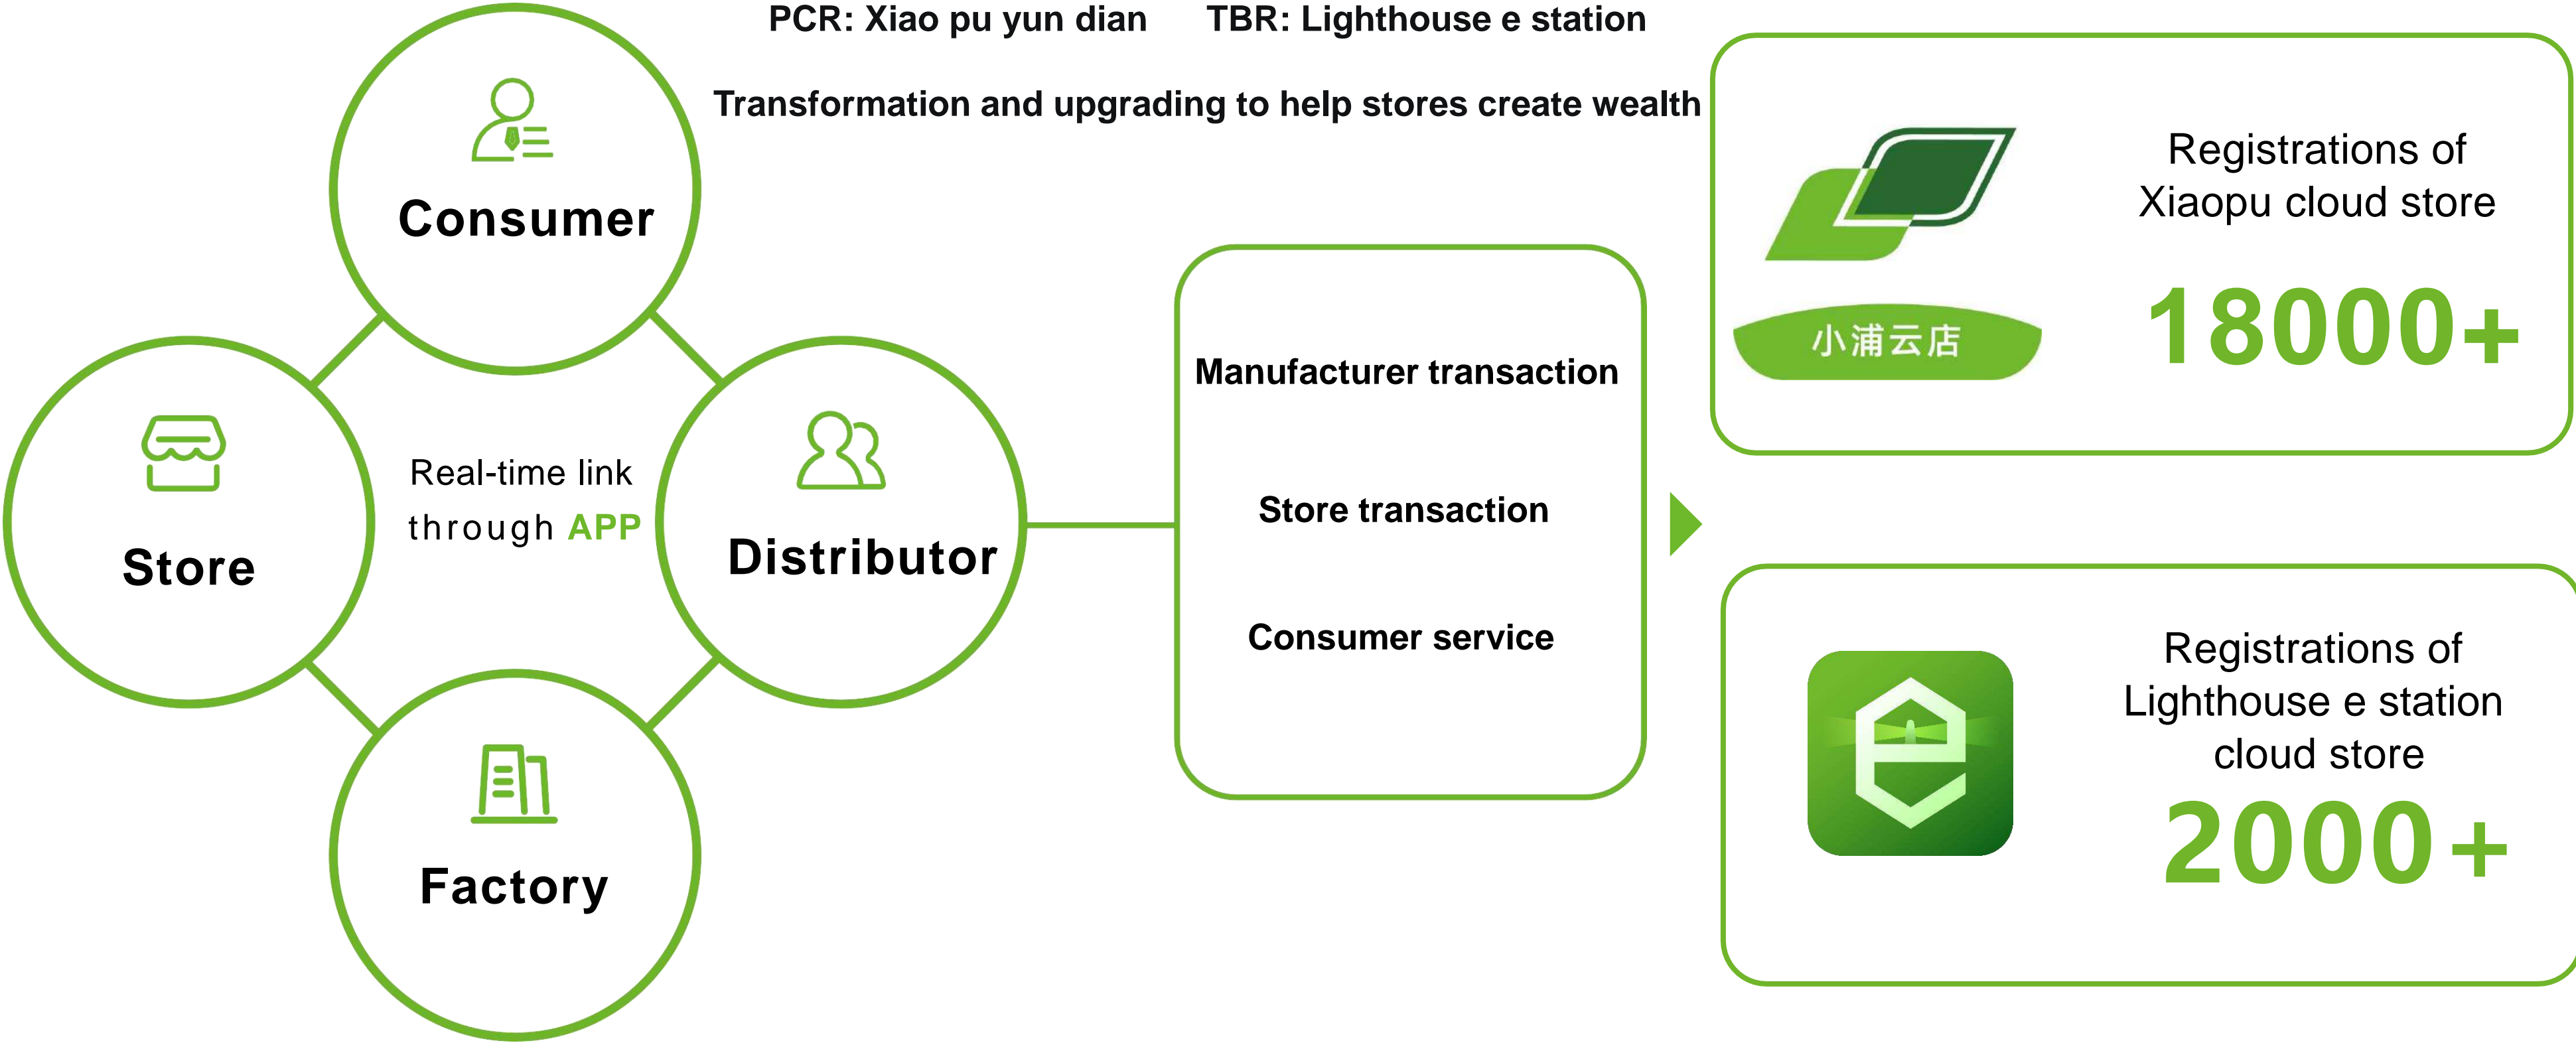 PCR: Xiao pu yun dian TBR: Lighthouse e station
Transformation and upgrading to help stores create wealth
Consumer
Store
Real-time link
through APP
Distributor
Factory
Manufacturer transaction
Store transaction
Consumer service
小浦云店
Registrations of
Xiaopu cloud store
18000+
e
Registrations of
Lighthouse e station
cloud store
2000+